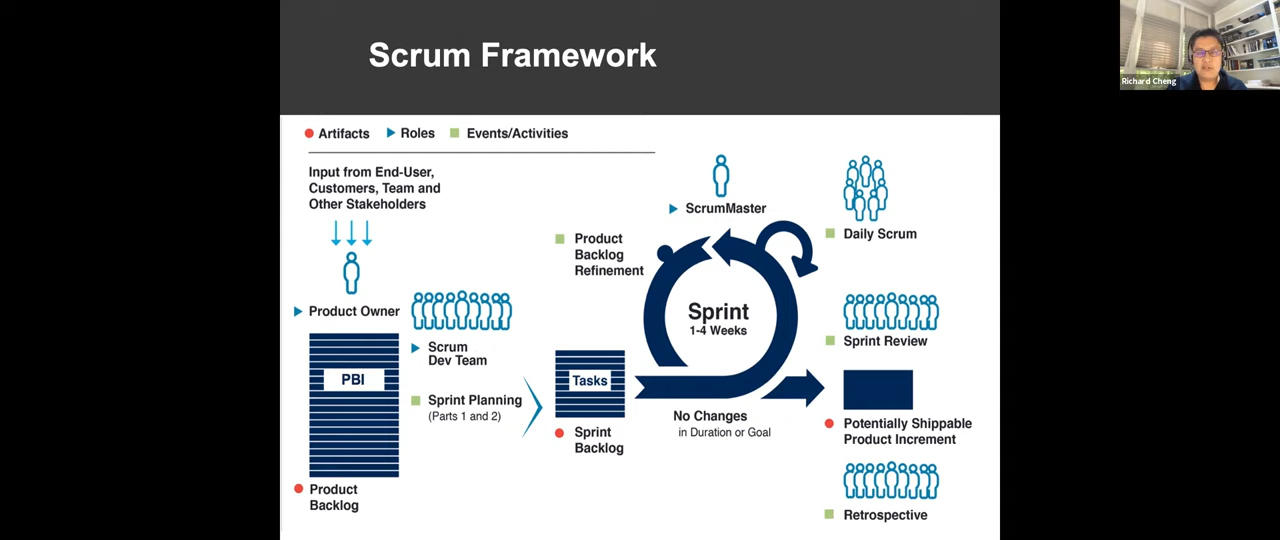 Scrum Framework
Richard Cheng
Artifacts
Roles
Events/Activities
Input from End-User,
Customers, Team and
Other Stakeholders
Product Owner
PBI
Product
Backlog
Scrum
Dev Team
Sprint Planning
(Parts 1 and 2)
Product
Backlog
Refinement
Tasks
Sprint
Backlog
ScrumMaster
Sprint
1-4 Weeks
No Changes
in Duration or Goal
Daily Scrum
Sprint Review
Potentially Shippable
Product Increment
Retrospective